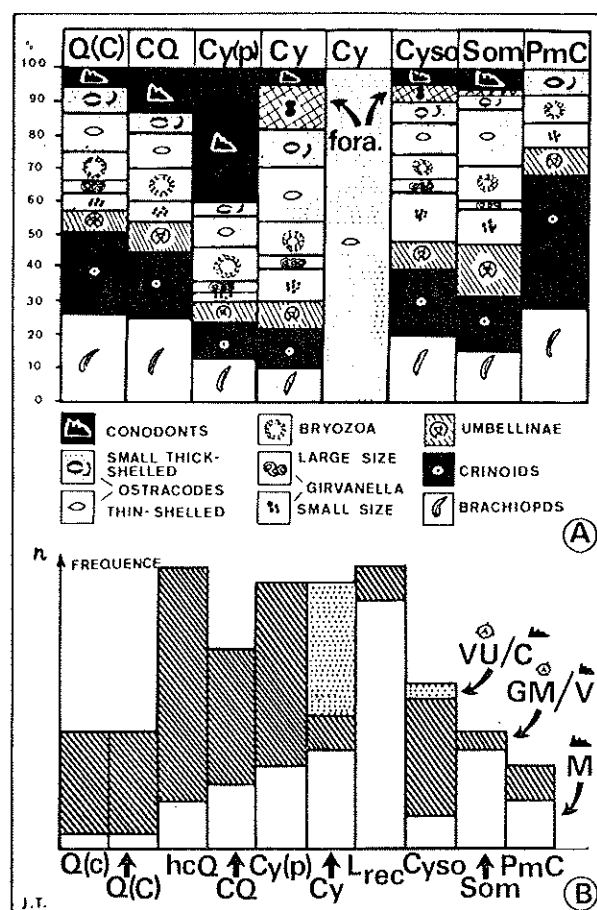 % Q(C) CQ Cy(p) Cy Cy Cyso Som PmC
100
90
80
70
60
50
40
30
20
10
0
fora.
CONODONTS BRYOZOA UMBELLINAE
SMALL THICK-SHELLED LARGE SIZE CRINOIDS
OSTRACODES GIRVANELLA
THIN-SHELLED SMALL SIZE BRACHIOPDS
A
n FREQUENCE
VU/C
GM/V
M
Q(c) hcQ Cy(p) Lrec Cyso PmC
Q(C) CQ Cy Som
J.T. B